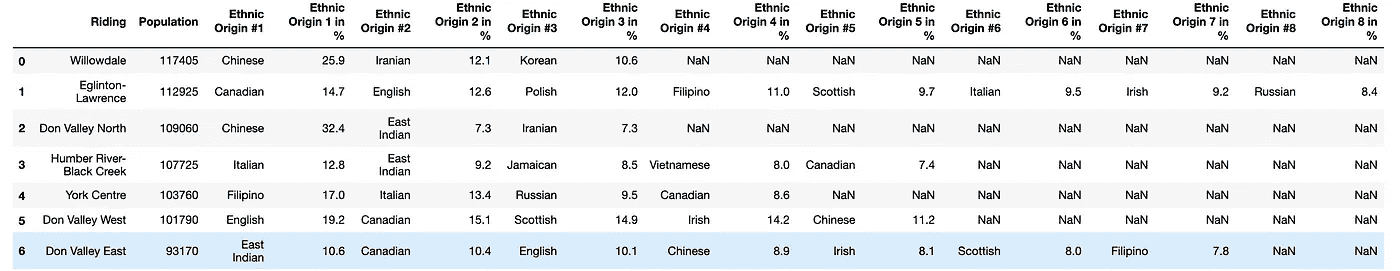 Riding Population Ethnic Origin #1 Ethnic Origin 1 in % Ethnic Origin #2 Ethnic Origin 2 in % Ethnic Origin #3 Ethnic Origin 3 in % Ethnic Origin #4 Ethnic Origin 4 in % Ethnic Origin #5 Ethnic Origin 5 in % Ethnic Origin #6 Ethnic Origin 6 in % Ethnic Origin #7 Ethnic Origin 7 in % Ethnic Origin #8 Ethnic Origin 8 in %
0 Willowdale 117405 Chinese 25.9 Iranian 12.1 Korean 10.6 NaN NaN NaN NaN NaN NaN NaN NaN NaN NaN
1 Eglinton-Lawrence 112925 Canadian 14.7 English 12.6 Polish 12.0 Filipino 11.0 Scottish 9.7 Italian 9.5 Irish 9.2 Russian 8.4
2 Don Valley North 109060 Chinese 32.4 East Indian 7.3 Iranian 7.3 NaN NaN NaN NaN NaN NaN NaN NaN NaN NaN
3 Humber River-Black Creek 107725 Italian 12.8 East Indian 9.2 Jamaican 8.5 Vietnamese 8.0 Canadian 7.4 NaN NaN NaN NaN NaN NaN
4 York Centre 103760 Filipino 17.0 Italian 13.4 Russian 9.5 Canadian 8.6 NaN NaN NaN NaN NaN NaN NaN NaN
5 Don Valley West 101790 English 19.2 Canadian 15.1 Scottish 14.9 Irish 14.2 Chinese 11.2 NaN NaN NaN NaN NaN NaN
6 Don Valley East 93170 East Indian 10.6 Canadian 10.4 English 10.1 Chinese 8.9 Irish 8.1 Scottish 8.0 Filipino 7.8 NaN NaN